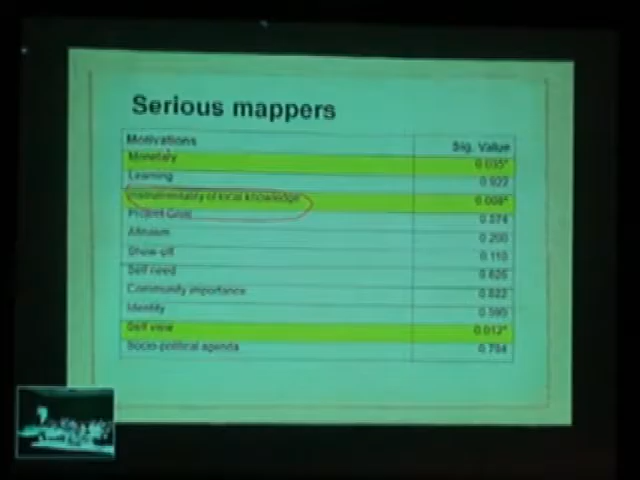 Serious mappers
Motivations Sig. Value
Monetary 0.035*
Learning 0.922
Instrumentality of local knowledge 0.008*
Project Goal 0.574
Altruism 0.200
Show-off 0.110
Self need 0.626
Community importance 0.822
Identity 0.590
Self view 0.012*
Socio-political agenda 0.784